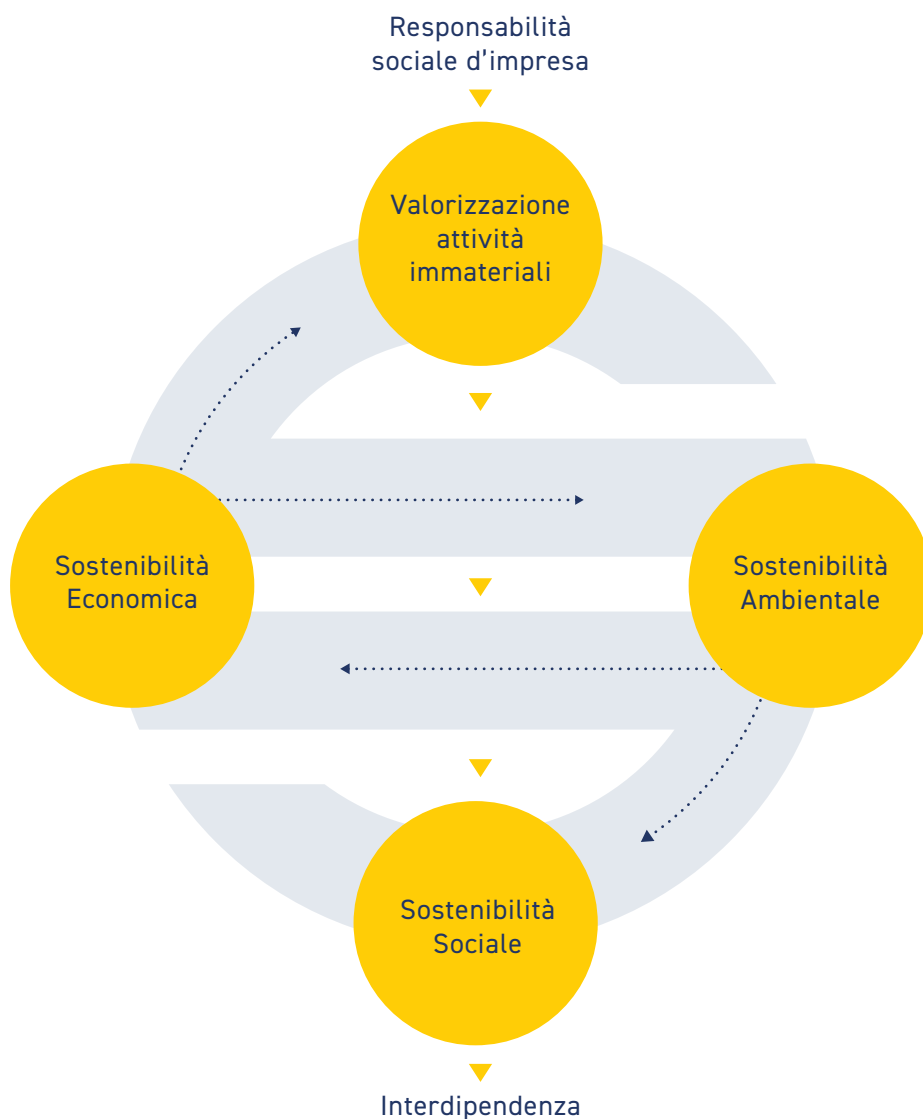 Responsabilità
sociale d'impresa
Valorizzazione
attività
immateriali
Sostenibilità
Economica
Sostenibilità
Ambientale
Sostenibilità
Sociale
Interdipendenza